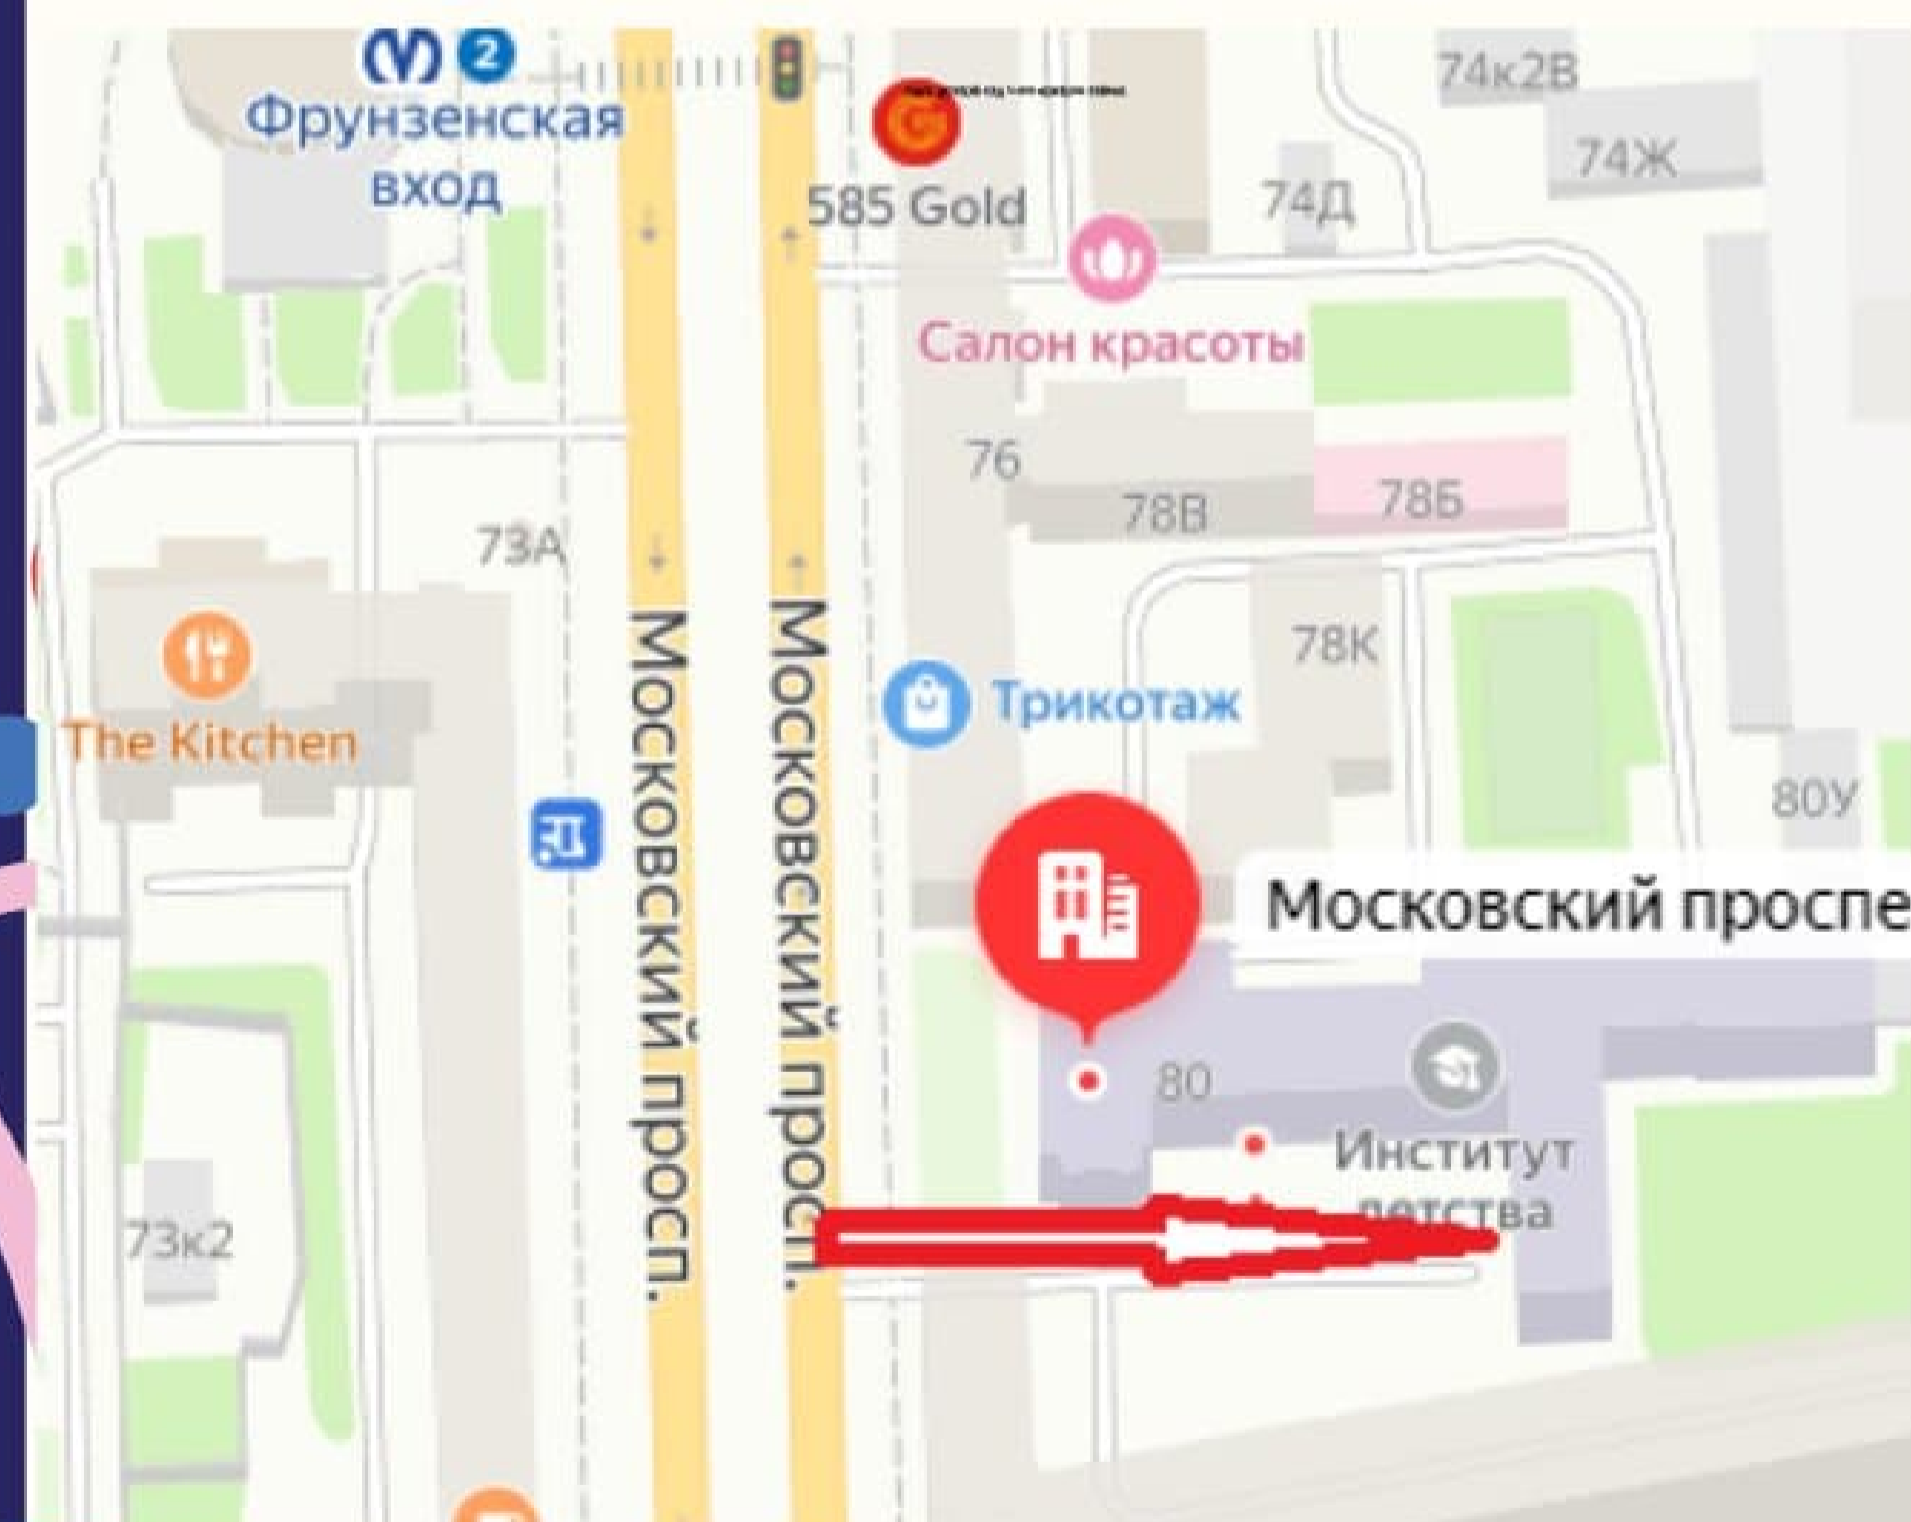 2
Фрунзенская
вход
585 Gold
74к2В
74Ж
74Д
Салон красоты
76
78В
78Б
73А
78К
The Kitchen
Трикотаж
80У
Московский просп.
Московский просп.
Московский проспе
80
Институт
детства
73к2